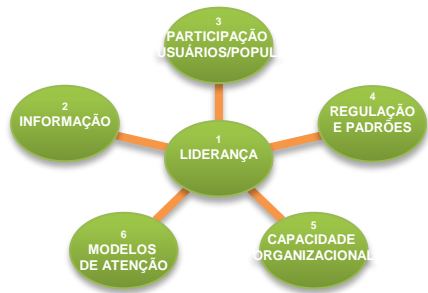 3
PARTICIPAÇÃO
USUÁRIOS/POPUL
2
INFORMAÇÃO
4
REGULAÇÃO
E PADRÕES
1
LIDERANÇA
6
MODELOS
DE ATENÇÃO
5
CAPACIDADE
ORGANIZACIONAL